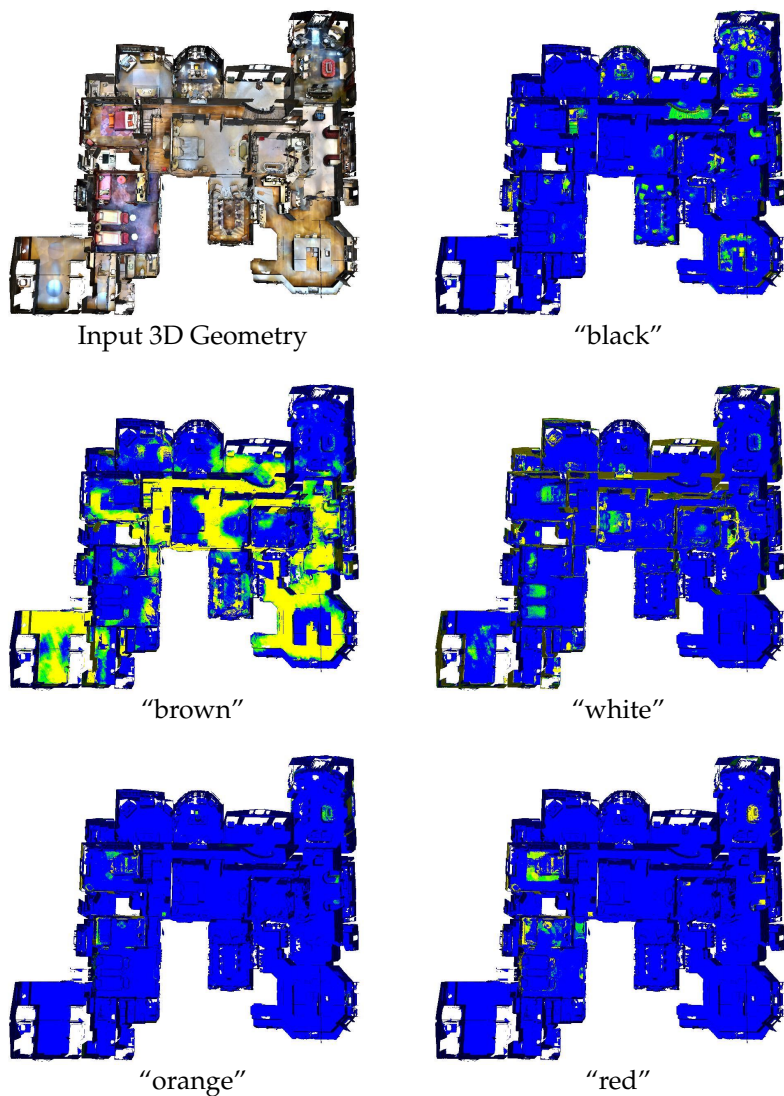 Input 3D Geometry
“black”
“brown”
“white”
“orange”
“red”